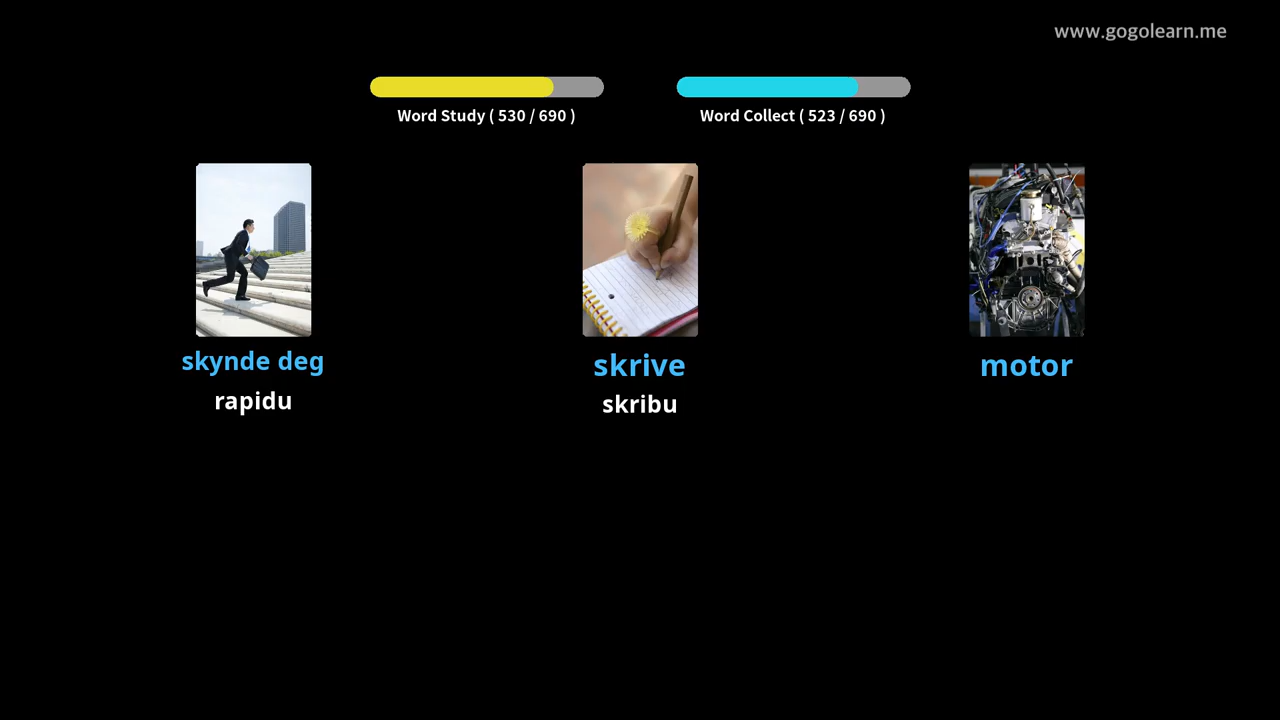 www.gogolearn.me
Word Study ( 530 / 690 )
Word Collect ( 523 / 690 )
skynde deg
rapidu
skrive
skribu
motor